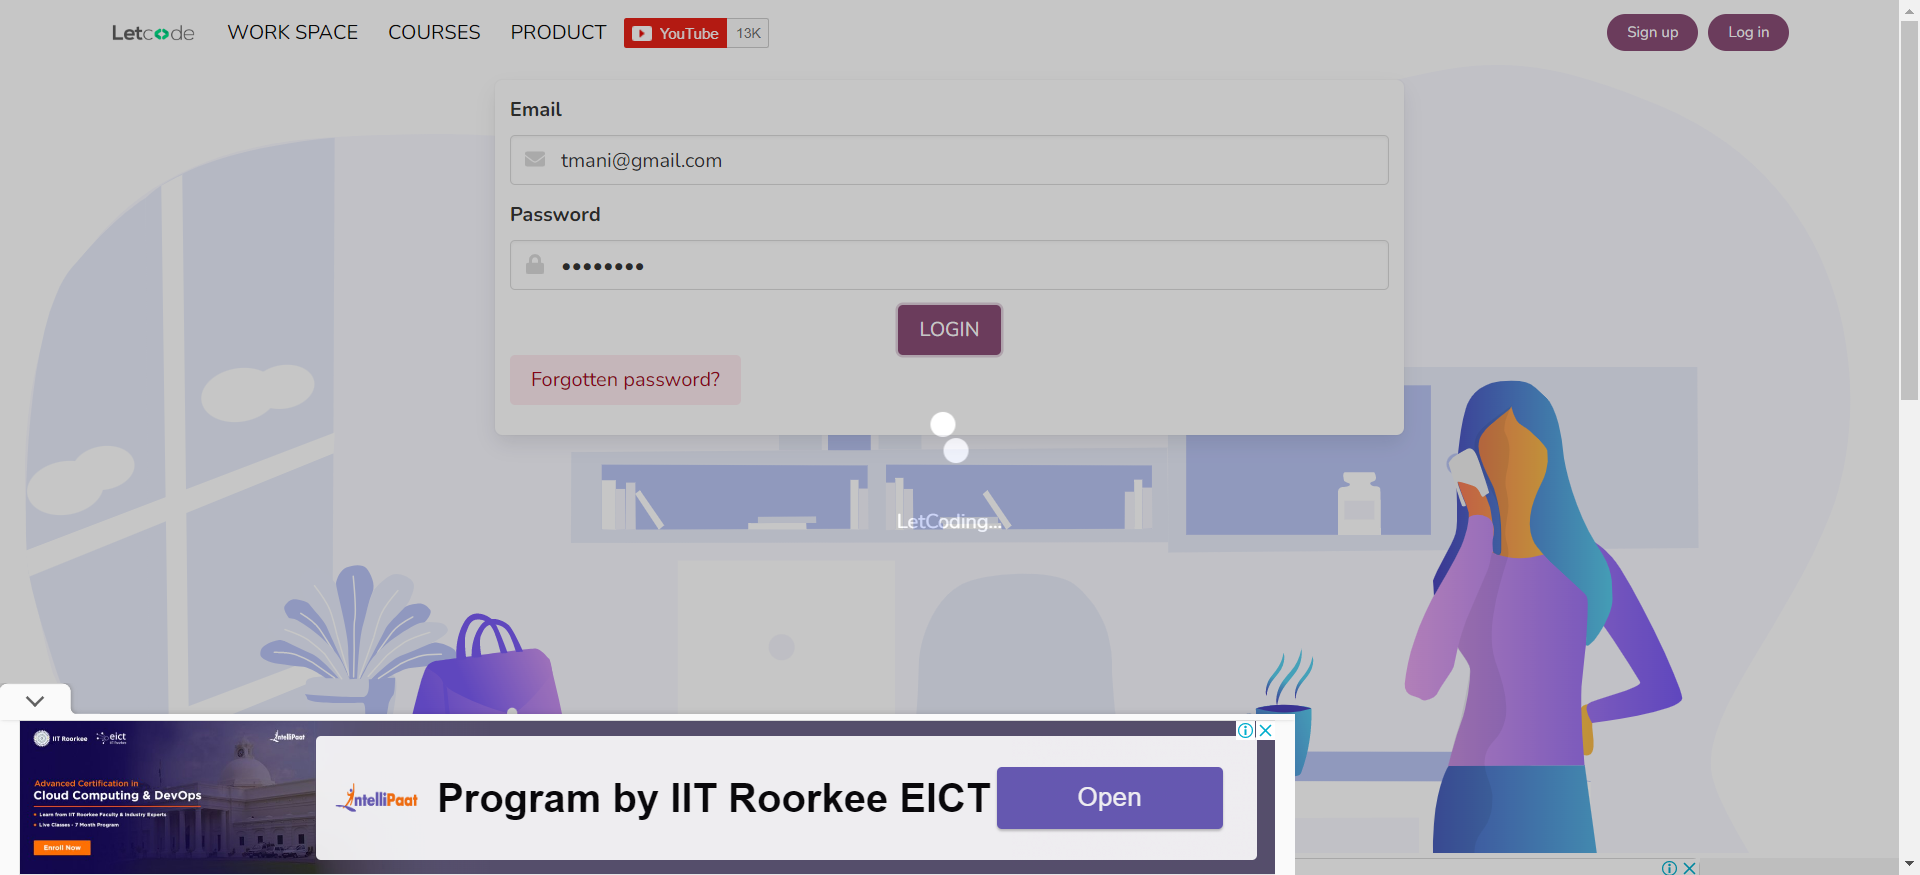 Letcode
WORK SPACE
COURSES
PRODUCT
YouTube
13K
Sign up
Log in
Email
tmani@gmail.com
Password
LOGIN
Forgotten password?
LetCoding...
IIT Roorkee
eict
IntelliPaat
Advanced Certification in
Cloud Computing & DevOps
Learn from IIT Roorkee Faculty & Industry Experts
Live Classes - 7 Month Program
Enroll Now
IntelliPaat
Program by IIT Roorkee EICT
Open